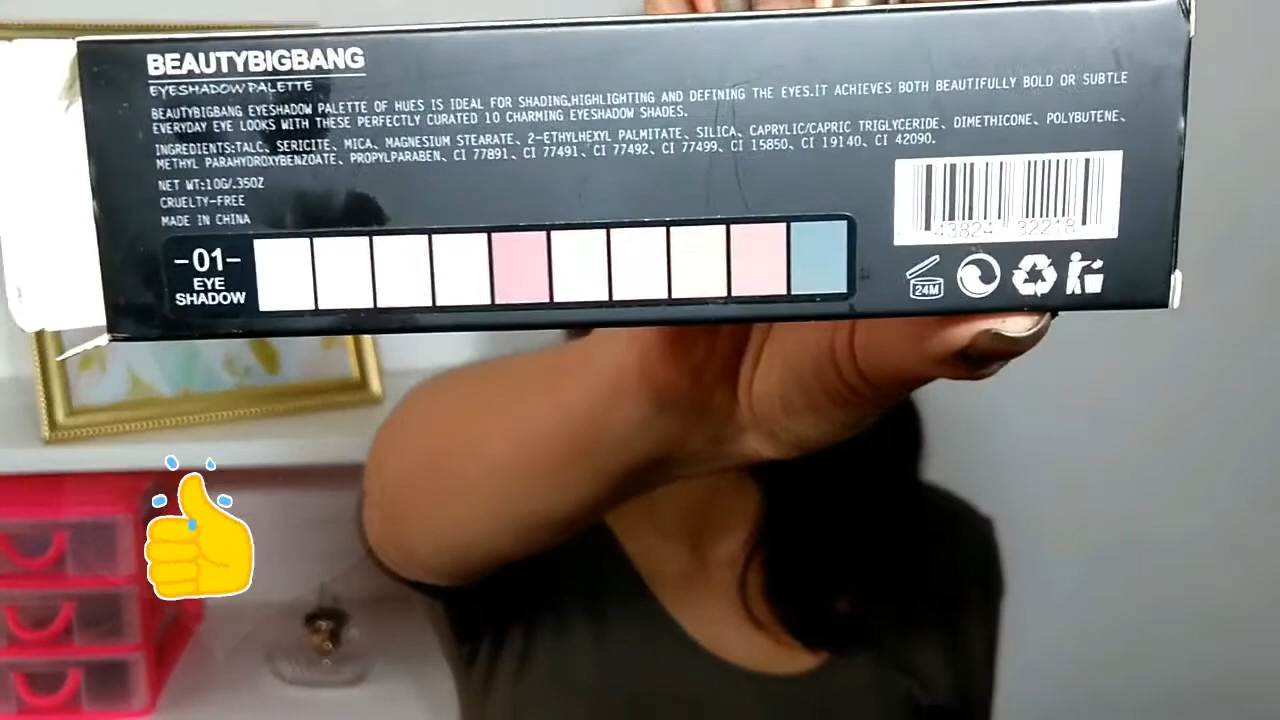 BEAUTYBIGBANG
EYESHADOW PALETTE
BEAUTYBIGBANG EYESHADOW PALETTE OF HUES IS IDEAL FOR SHADING,HIGHLIGHTING AND DEFINING THE EYES.IT ACHIEVES BOTH BEAUTIFULLY BOLD OR SUBTLE
EVERYDAY EYE LOOKS WITH THESE PERFECTLY CURATED 10 CHARMING EYESHADOW SHADES.
INGREDIENTS:TALC、SERICITE、MICA、MAGNESIUM STEARATE、2-ETHYLHEXYL PALMITATE、SILICA、CAPRYLIC/CAPRIC TRIGLYCERIDE、DIMETHICONE、POLYBUTENE、
METHYL PARAHYDROXYBENZOATE、PROPYLPARABEN、CI 77891、CI 77491、CI 77492、CI 77499、CI 15850、CI 19140、CI 42090.
NET WT:10G/.35OZ
CRUELTY-FREE
MADE IN CHINA
-01-
EYE
SHADOW
43824 32218
24M